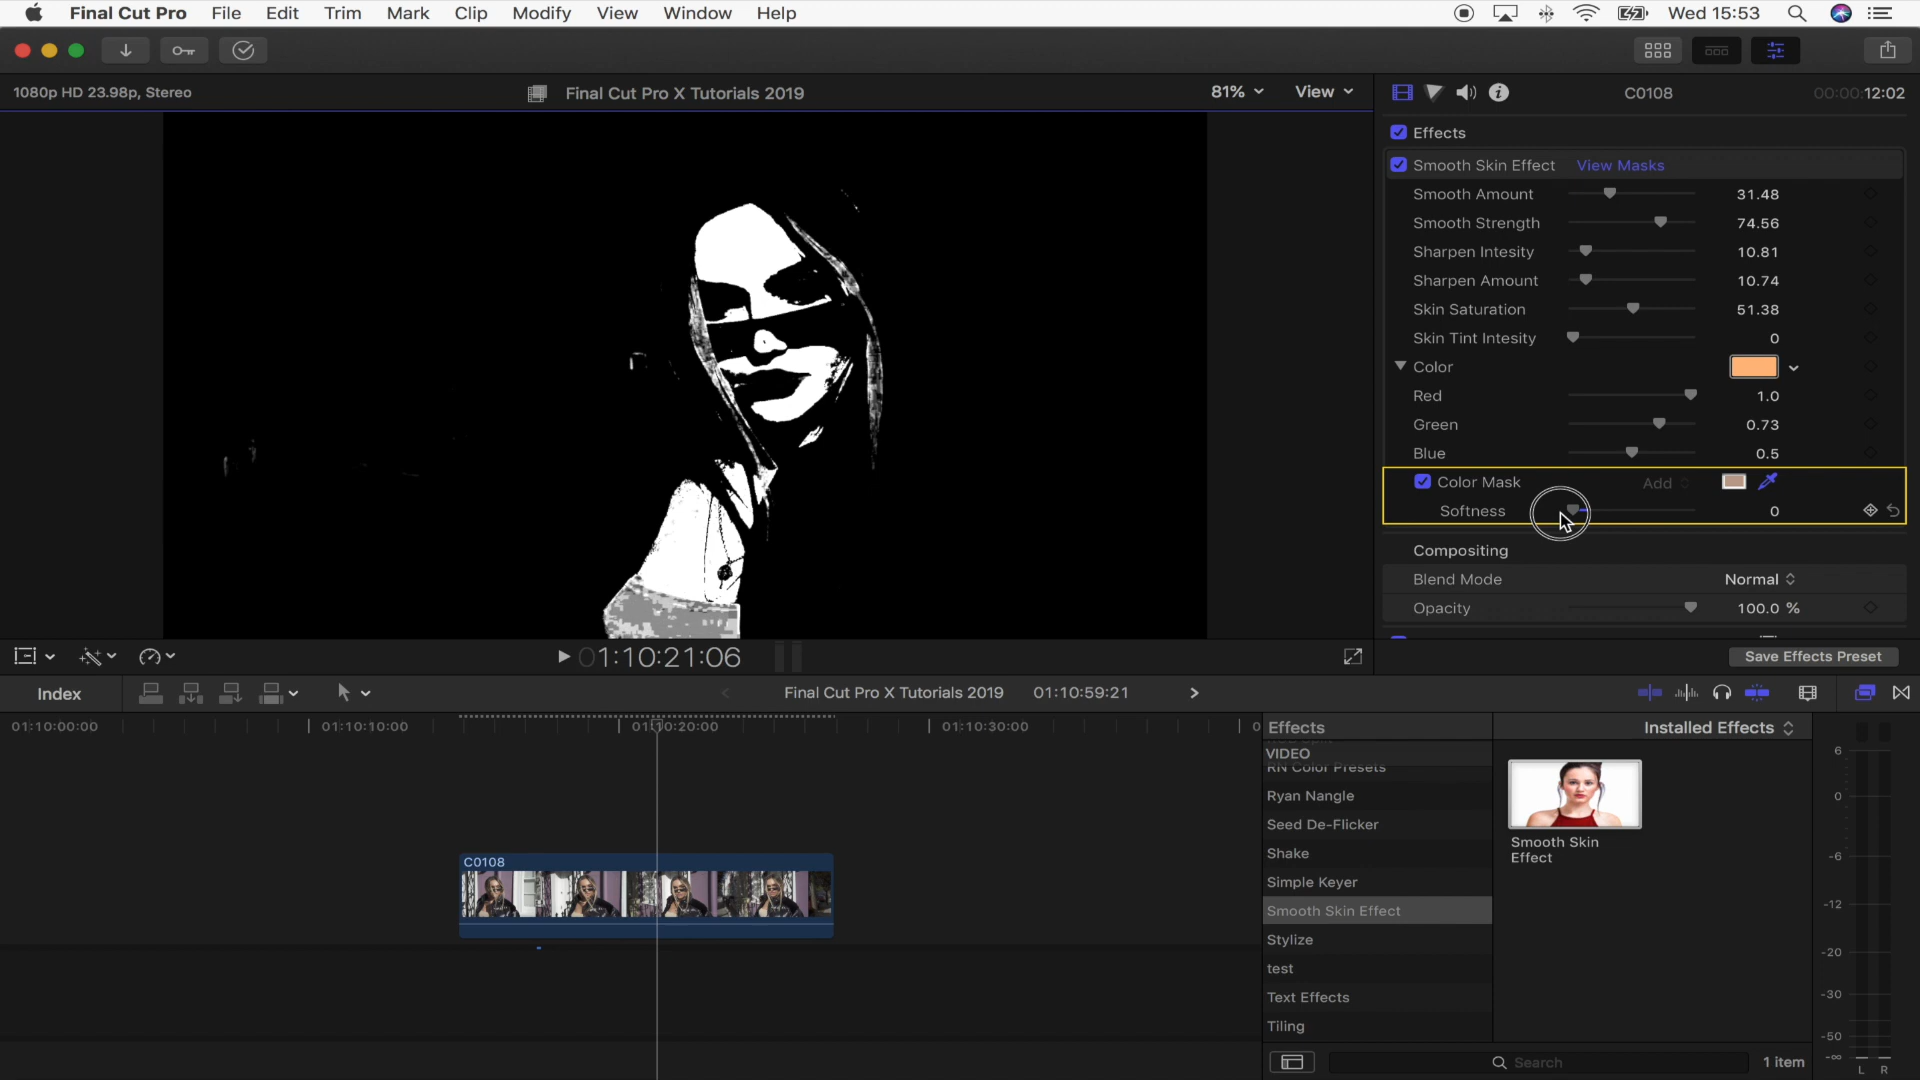 Final Cut Pro File Edit Trim Mark Clip Modify View Window Help Wed 15:53
1080p HD 23.98p, Stereo
Final Cut Pro X Tutorials 2019
81% View
C0108
00:00:12:02
Effects
Smooth Skin Effect View Masks
Smooth Amount 31.48
Smooth Strength 74.56
Sharpen Intesity 10.81
Sharpen Amount 10.74
Skin Saturation 51.38
Skin Tint Intesity 0
Color
Red 1.0
Green 0.73
Blue 0.5
Color Mask Add
Softness 0
Compositing
Blend Mode Normal
Opacity 100.0 %
01:10:21:06
Save Effects Preset
Index
Final Cut Pro X Tutorials 2019 01:10:59:21
01:10:00:00 01:10:10:00 01:10:20:00 01:10:30:00 0
C0108
Effects
Installed Effects
VIDEO
RN Color Presets
Ryan Nangle
Seed De-Flicker
Shake
Simple Keyer
Smooth Skin Effect
Stylize
test
Text Effects
Tiling
Smooth Skin
Effect
Search
1 item
6
0
-6
-12
-20
-30
-50
-∞
L R